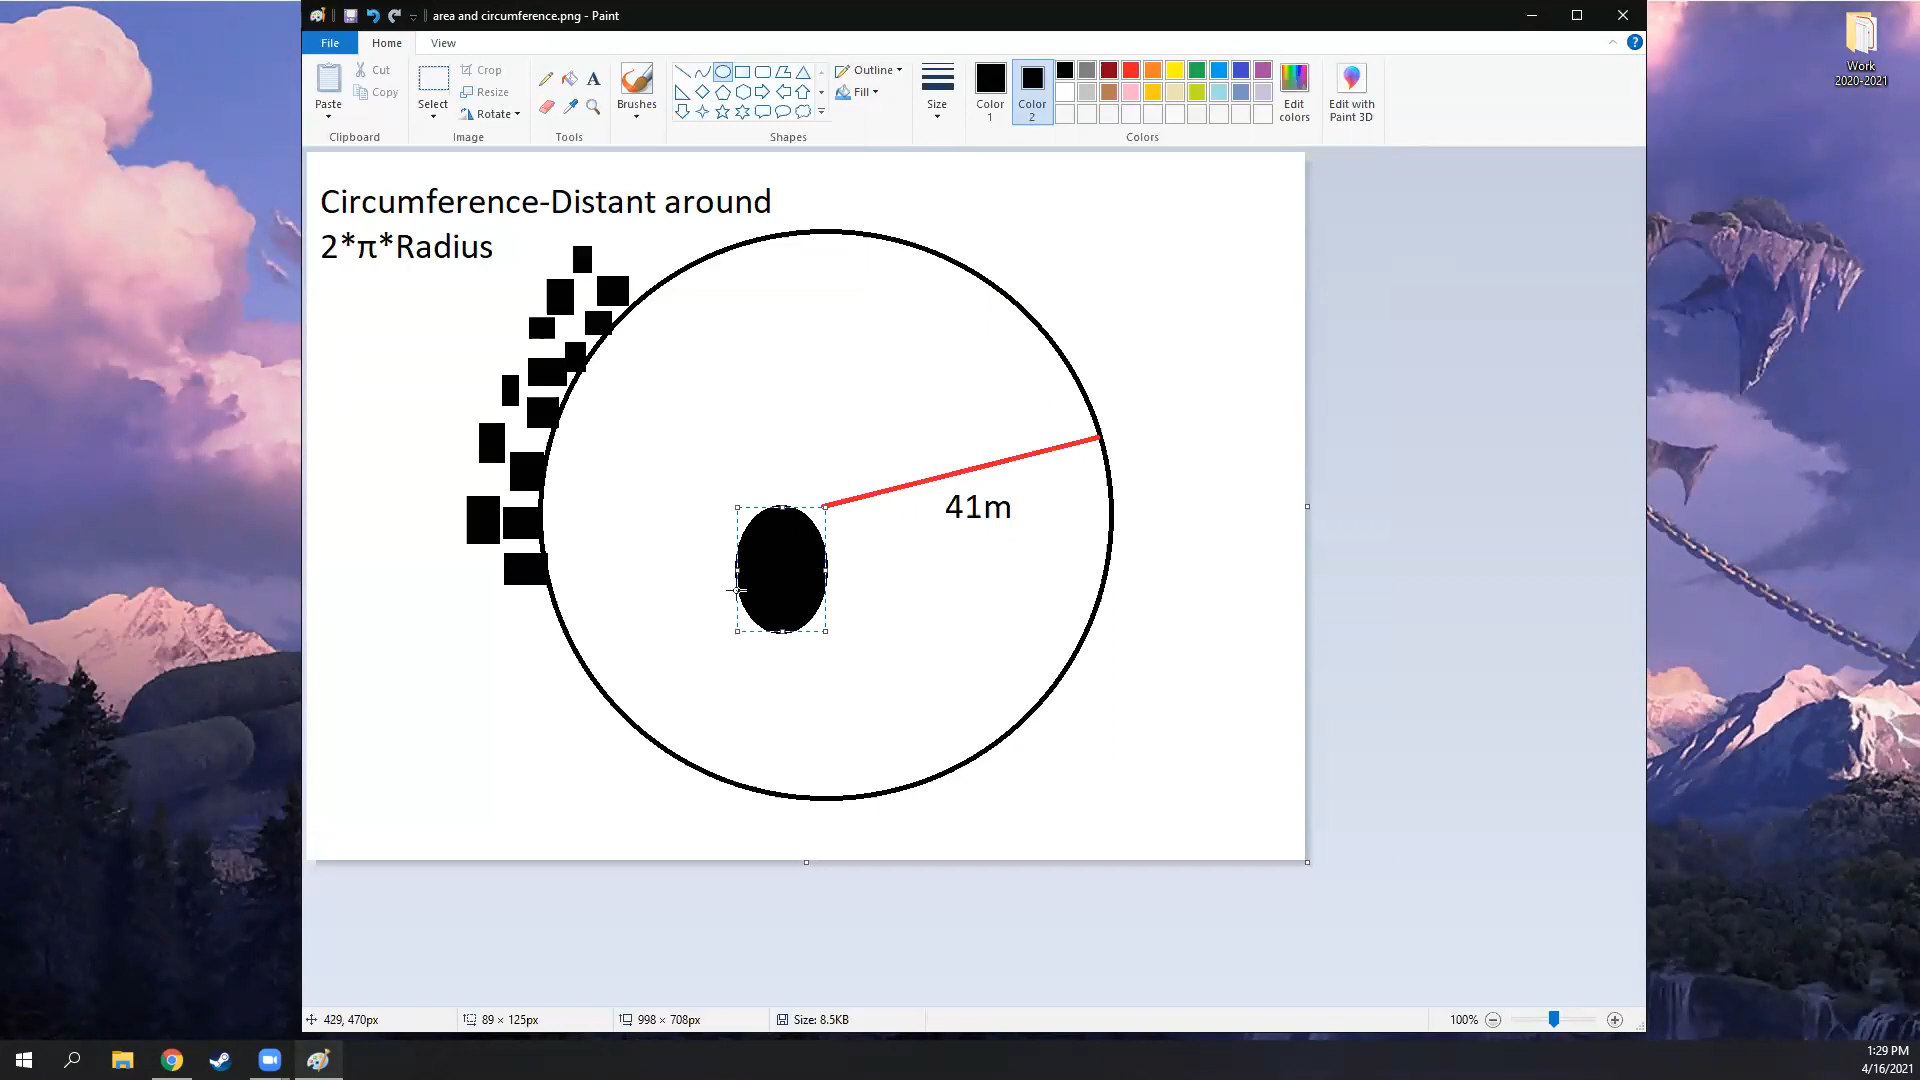 area and circumference.png - Paint
File Home View
Paste
Cut
Copy
Clipboard
Select
Crop
Resize
Rotate
Image
A
Tools
Brushes
Outline
Fill
Shapes
Size
Color 1
Color 2
Edit colors
Colors
Edit with Paint 3D
Work 2020-2021
Circumference-Distant around
2*π*Radius
41m
429, 470px 89 × 125px 998 × 708px Size: 8.5KB 100%
1:29 PM
4/16/2021